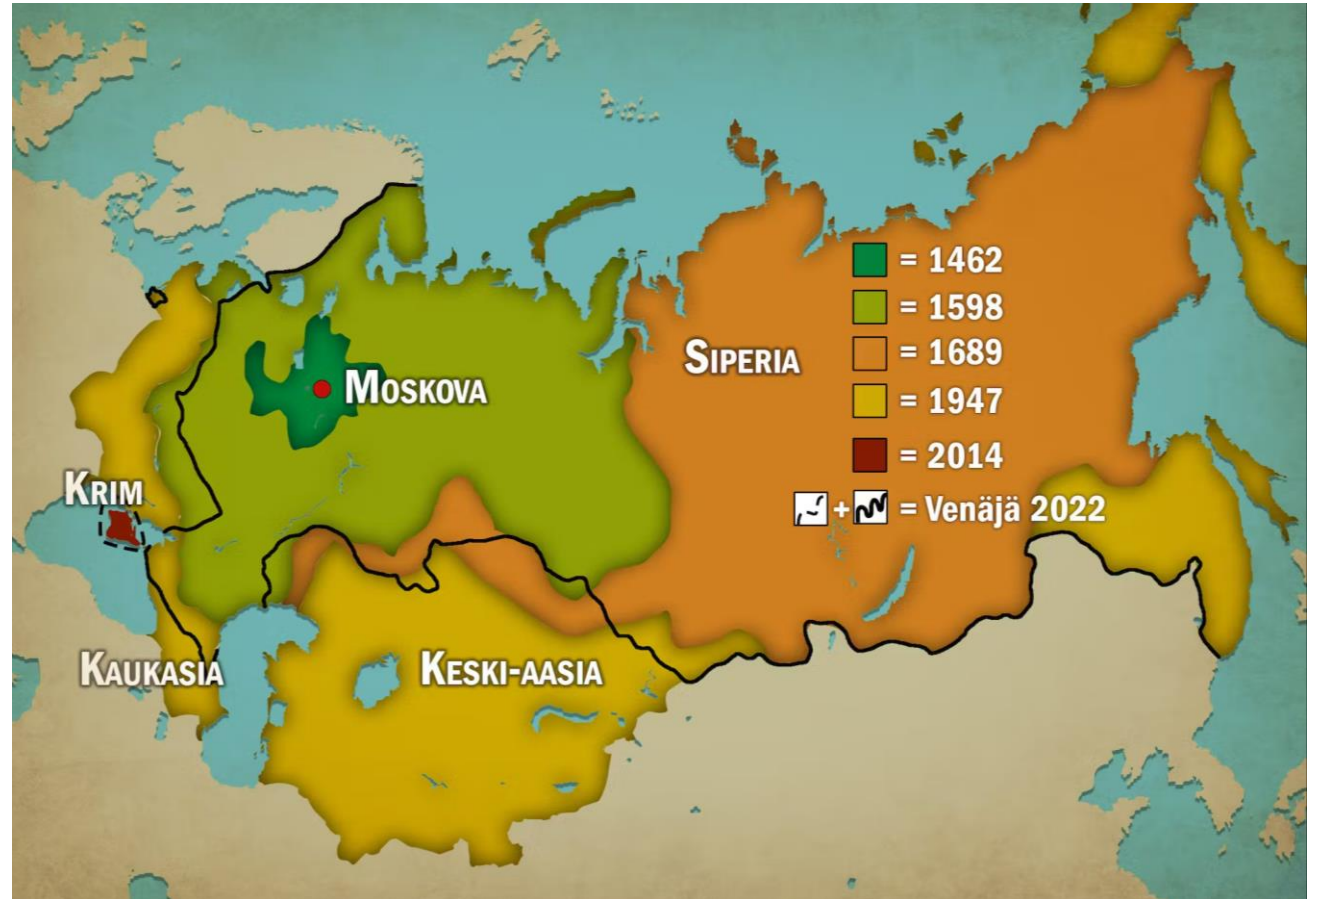 = 1462
= 1598
Siperia
= 1689
Moskova
= 1947
= 2014
Krim
+ = Venäjä 2022
Kaukasia
Keski-aasia